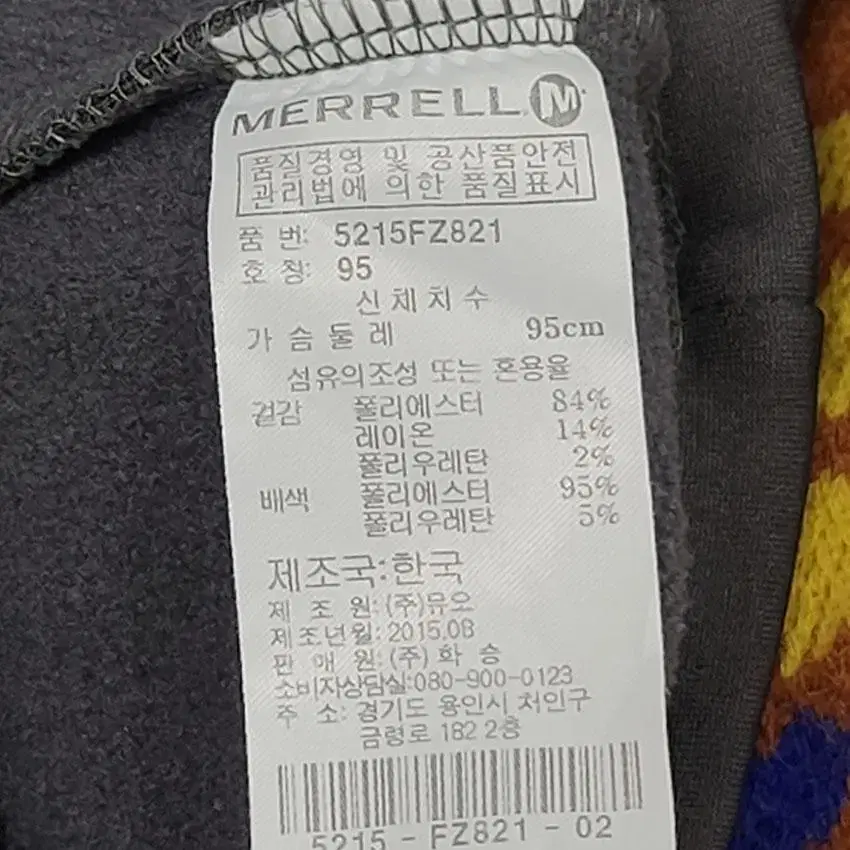 MERRELL M
품질경영 및 공산품안전
관리법에 의한 품질표시
품 번: 5215FZ821
호 칭: 95
신체치수
가 슴 둘 레 95cm
섬유의조성 또는 혼용율
겉감 폴리에스터 84%
레이온 14%
폴리우레탄 2%
배색 폴리에스터 95%
폴리우레탄 5%
제조국:한국
제 조 원: (주)뮤오
제조년월: 2015.08
판 매 원: (주) 화 승
소비자상담실:080-900-0123
주 소: 경기도 용인시 처인구
금령로 182 2층
5215 - FZ821 - 02